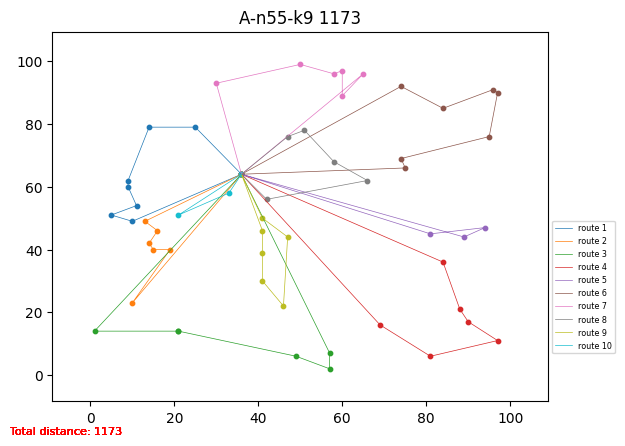 A-n55-k9 1173
100
80
60
40
20
0
0 20 40 60 80 100
route 1
route 2
route 3
route 4
route 5
route 6
route 7
route 8
route 9
route 10
Total distance: 1173